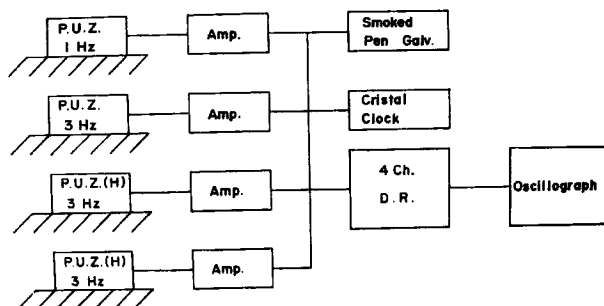 P.U.Z.
1 Hz
Amp.
Smoked
Pen Galv.
P.U.Z.
3 Hz
Amp.
Cristal
Clock
P.U.Z.(H)
3 Hz
Amp.
4 Ch.
D. R.
Oscillograph
P.U.Z.(H)
3 Hz
Amp.